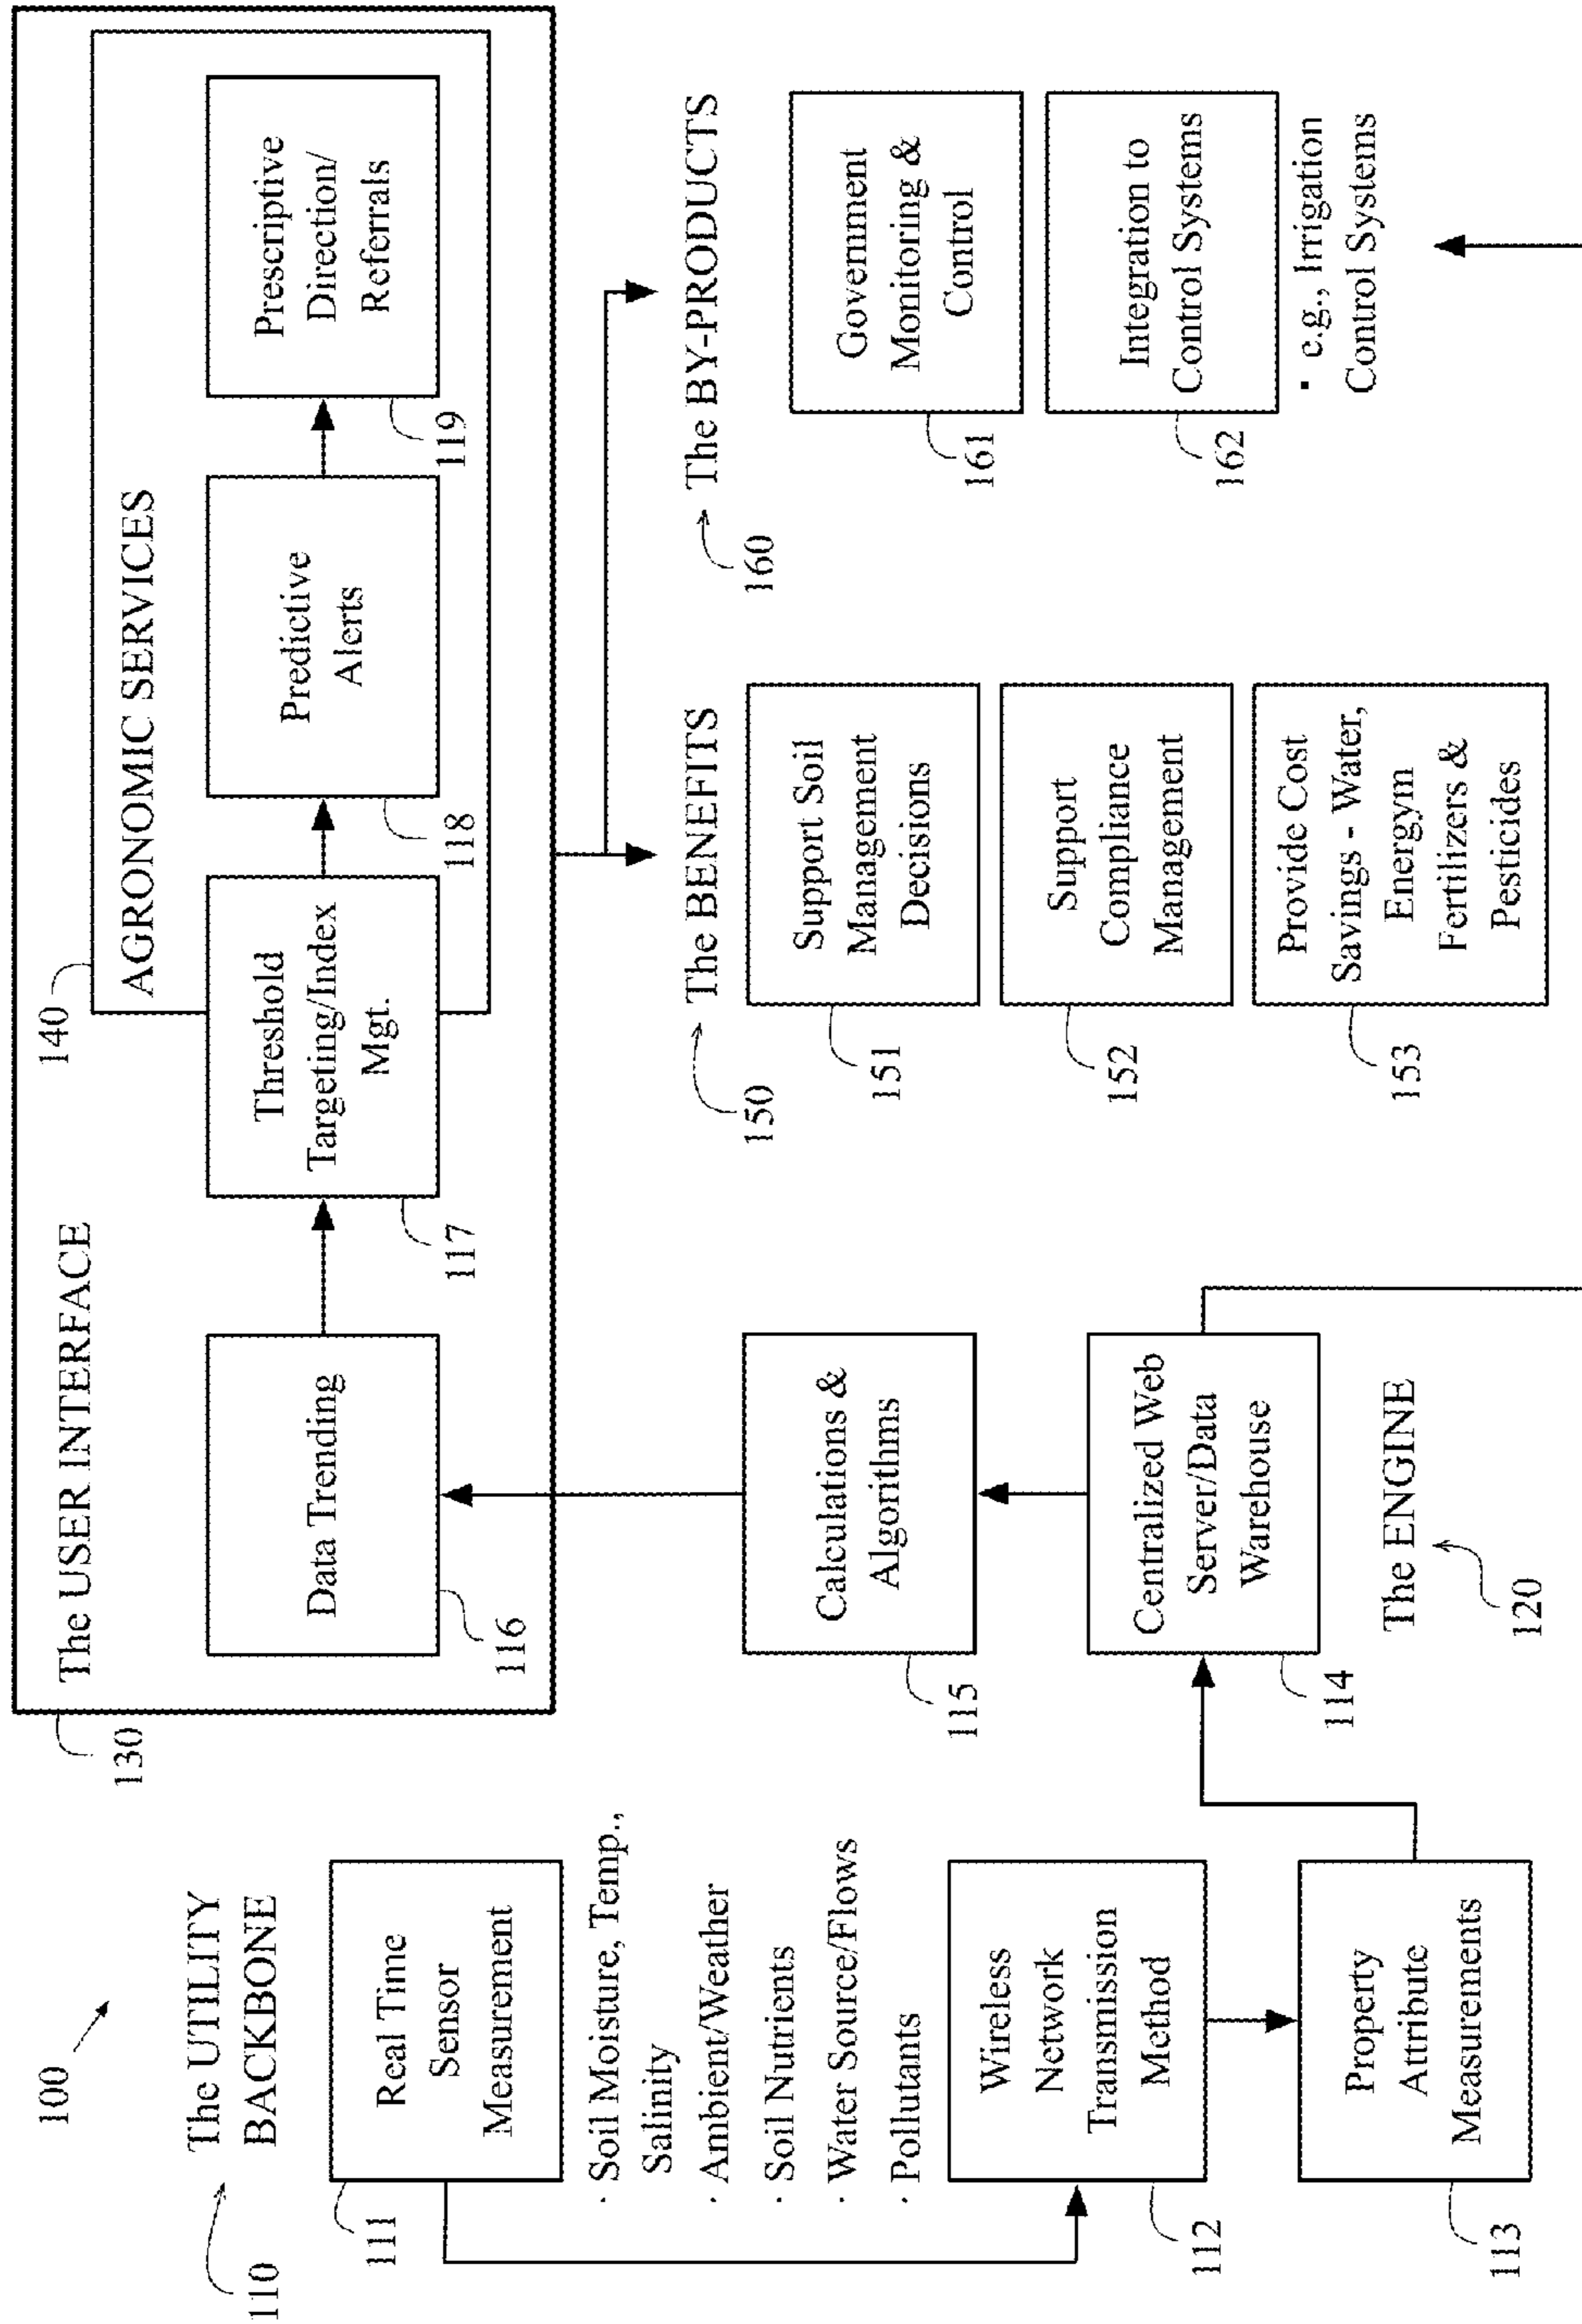 100
The UTILITY
BACKBONE
110
Real Time
Sensor
Measurement
111
· Soil Moisture, Temp.,
Salinity
· Ambient/Weather
· Soil Nutrients
· Water Source/Flows
· Pollutants
Wireless
Network
Transmission
Method
112
Property
Attribute
Measurements
113
130
The USER INTERFACE
Data Trending
116
Threshold
Targeting/Index
Mgt.
117
140
AGRONOMIC SERVICES
Predictive
Alerts
118
Prescriptive
Direction/
Referrals
119
Calculations &
Algorithms
115
Centralized Web
Server/Data
Warehouse
114
The ENGINE
120
The BENEFITS
150
Support Soil
Management
Decisions
151
Support
Compliance
Management
152
Provide Cost
Savings - Water,
Energym
Fertilizers &
Pesticides
153
The BY-PRODUCTS
160
Government
Monitoring &
Control
161
Integration to
Control Systems
162
· e.g., Irrigation
Control Systems